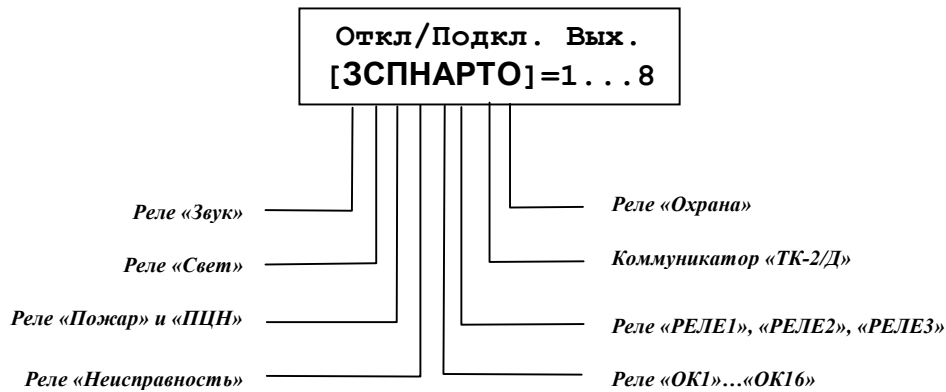 Откл/Подкл. Вых.
[ЗСПНАРТО]=1...8
Реле «Звук»
Реле «Охрана»
Реле «Свет»
Коммуникатор «ТК-2/Д»
Реле «Пожар» и «ПЦН»
Реле «РЕЛЕ1», «РЕЛЕ2», «РЕЛЕ3»
Реле «Неисправность»
Реле «ОК1»…«ОК16»